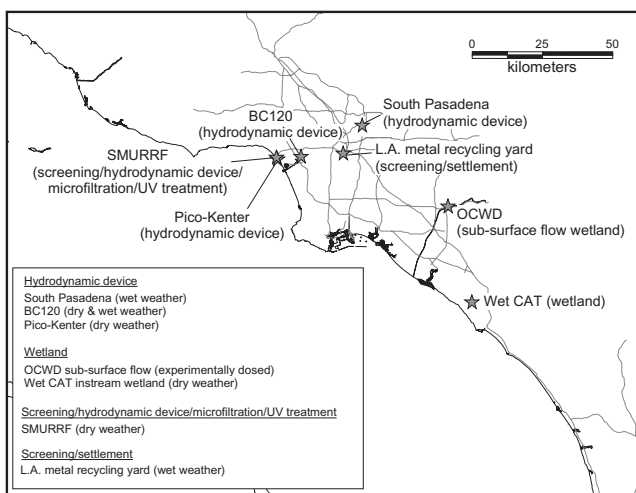 0 12.5 25 50
kilometers
South Pasadena
(hydrodynamic device)
BC120
(hydrodynamic device)
L.A. metal recycling yard
(screening/settlement)
SMURRF
(screening/hydrodynamic device/
microfiltration/UV treatment)
Pico-Kenter
(hydrodynamic device)
OCWD
(sub-surface flow wetland)
Wet CAT (wetland)
Hydrodynamic device
South Pasadena (wet weather)
BC120 (dry & wet weather)
Pico-Kenter (dry weather)
Wetland
OCWD sub-surface flow (experimentally dosed)
Wet CAT instream wetland (dry weather)
Screening/hydrodynamic device/microfiltration/UV treatment
SMURRF (dry weather)
Screening/settlement
L.A. metal recycling yard (wet weather)